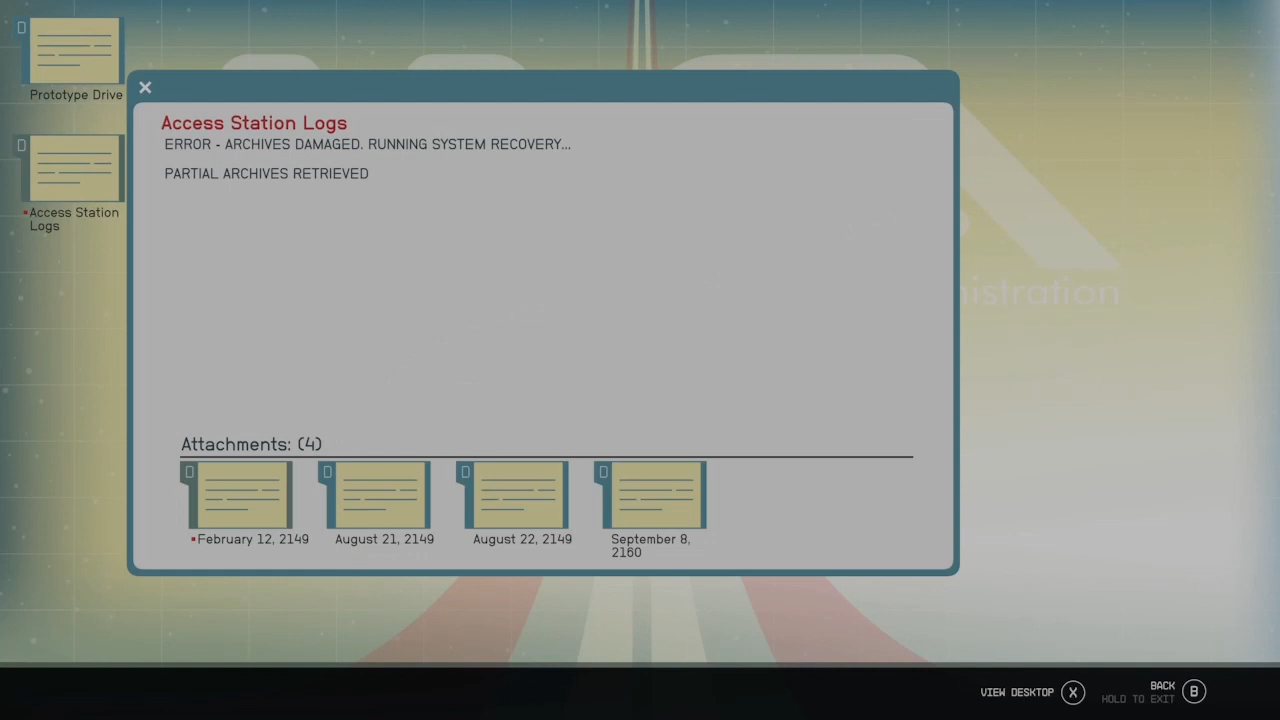 Prototype Drive
Access Station
Logs
Access Station Logs
ERROR - ARCHIVES DAMAGED. RUNNING SYSTEM RECOVERY...
PARTIAL ARCHIVES RETRIEVED
nistration
Attachments: (4)
February 12, 2149
August 21, 2149
August 22, 2149
September 8,
2160
VIEW DESKTOP X
BACK B
HOLD TO EXIT